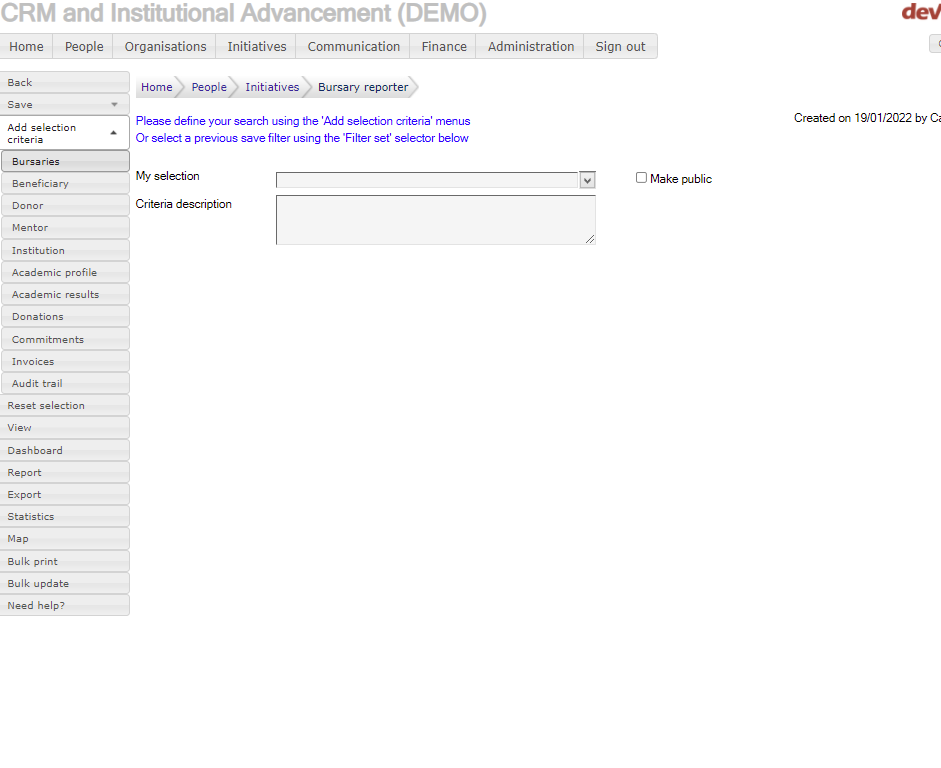 CRM and Institutional Advancement (DEMO)
dev
Home People Organisations Initiatives Communication Finance Administration Sign out
Back
Save
Add selection
criteria
Bursaries
Beneficiary
Donor
Mentor
Institution
Academic profile
Academic results
Donations
Commitments
Invoices
Audit trail
Reset selection
View
Dashboard
Report
Export
Statistics
Map
Bulk print
Bulk update
Need help?
Home People Initiatives Bursary reporter
Please define your search using the 'Add selection criteria' menus
Or select a previous save filter using the 'Filter set' selector below
Created on 19/01/2022 by Ca
My selection
Make public
Criteria description